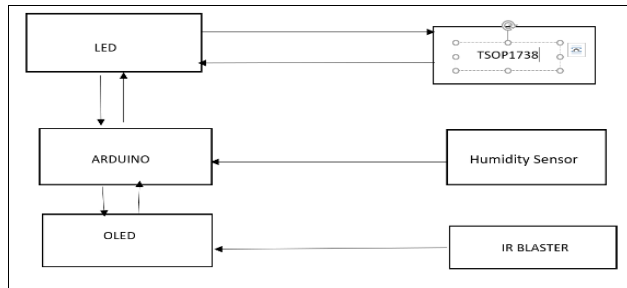 LED
TSOP1738
ARDUINO
Humidity Sensor
OLED
IR BLASTER